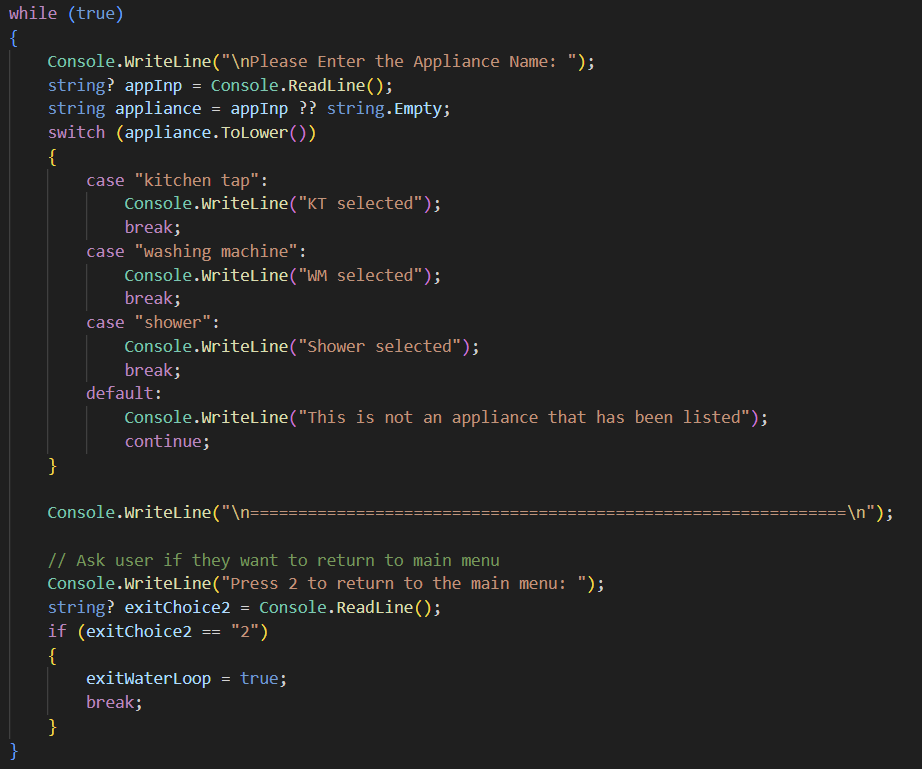 while (true)
{
    Console.WriteLine("\nPlease Enter the Appliance Name: ");
    string? appInp = Console.ReadLine();
    string appliance = appInp ?? string.Empty;
    switch (appliance.ToLower())
    {
        case "kitchen tap":
            Console.WriteLine("KT selected");
            break;
        case "washing machine":
            Console.WriteLine("WM selected");
            break;
        case "shower":
            Console.WriteLine("Shower selected");
            break;
        default:
            Console.WriteLine("This is not an appliance that has been listed");
            continue;
    }

    Console.WriteLine("\n==============================================================\n");

    // Ask user if they want to return to main menu
    Console.WriteLine("Press 2 to return to the main menu: ");
    string? exitChoice2 = Console.ReadLine();
    if (exitChoice2 == "2")
    {
        exitWaterLoop = true;
        break;
    }
}